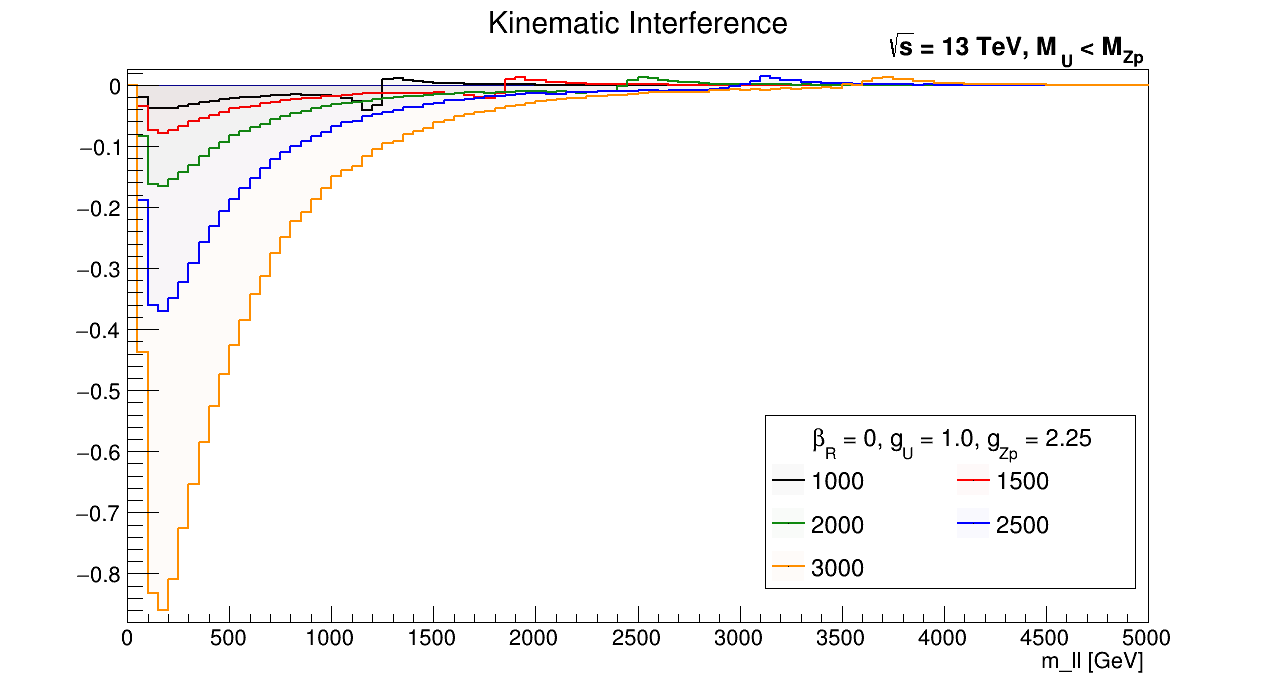 Kinematic Interference
√s = 13 TeV, M_U < M_Zp
0
−0.1
−0.2
−0.3
−0.4
−0.5
−0.6
−0.7
−0.8
β_R = 0, g_U = 1.0, g_Zp = 2.25
1000 1500
2000 2500
3000
0 500 1000 1500 2000 2500 3000 3500 4000 4500 5000
m_ll [GeV]